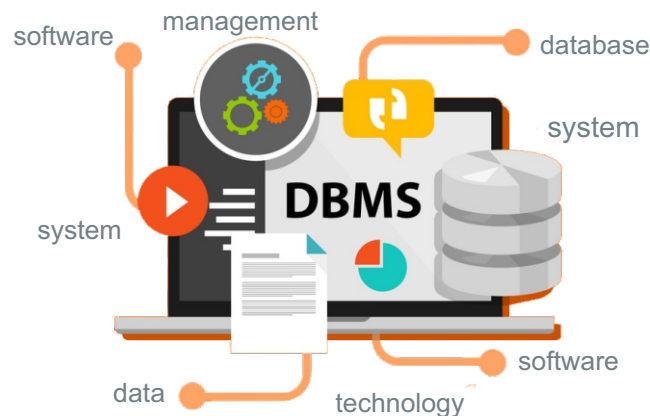 management
software
database
system
DBMS
system
software
data
technology